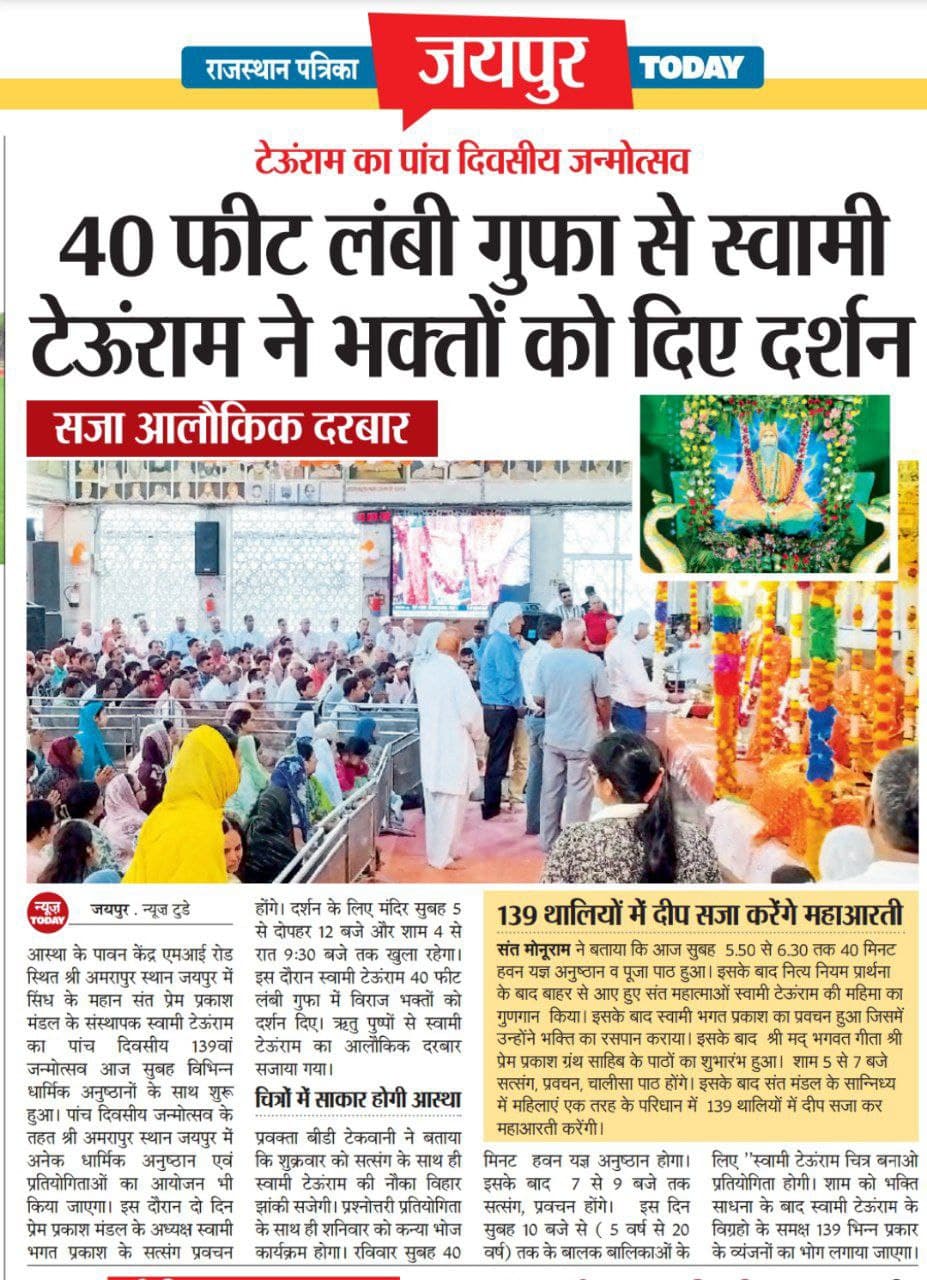 राजस्थान पत्रिका
जयपुर
TODAY
टेऊंराम का पांच दिवसीय जन्मोत्सव
40 फीट लंबी गुफा से स्वामी
टेऊंराम ने भक्तों को दिए दर्शन
सजा आलौकिक दरबार
न्यूज़
TODAY
जयपुर . न्यूज टुडे
आस्था के पावन केंद्र एमआई रोड
स्थित श्री अमरापुर स्थान जयपुर में
सिंध के महान संत प्रेम प्रकाश
मंडल के संस्थापक स्वामी टेऊंराम
का पांच दिवसीय 139वां
जन्मोत्सव आज सुबह विभिन्न
धार्मिक अनुष्ठानों के साथ शुरू
हुआ। पांच दिवसीय जन्मोत्सव के
तहत श्री अमरापुर स्थान जयपुर में
अनेक धार्मिक अनुष्ठान एवं
प्रतियोगिताओं का आयोजन भी
किया जाएगा। इस दौरान दो दिन
प्रेम प्रकाश मंडल के अध्यक्ष स्वामी
भगत प्रकाश के सत्संग प्रवचन
होंगे। दर्शन के लिए मंदिर सुबह 5
से दोपहर 12 बजे और शाम 4 से
रात 9:30 बजे तक खुला रहेगा।
इस दौरान स्वामी टेऊंराम 40 फीट
लंबी गुफा में विराज भक्तों को
दर्शन दिए। ऋतु पुष्पों से स्वामी
टेऊंराम का आलौकिक दरबार
सजाया गया।
चित्रों में साकार होगी आस्था
प्रवक्ता बीडी टेकवानी ने बताया
कि शुक्रवार को सत्संग के साथ ही
स्वामी टेऊंराम की नौका विहार
झांकी सजेगी। प्रश्नोत्तरी प्रतियोगिता
के साथ ही शनिवार को कन्या भोज
कार्यक्रम होगा। रविवार सुबह 40
139 थालियों में दीप सजा करेंगे महाआरती
संत मोनूराम ने बताया कि आज सुबह 5.50 से 6.30 तक 40 मिनट
हवन यज्ञ अनुष्ठान व पूजा पाठ हुआ। इसके बाद नित्य नियम प्रार्थना
के बाद बाहर से आए हुए संत महात्माओं स्वामी टेऊंराम की महिमा का
गुणगान किया। इसके बाद स्वामी भगत प्रकाश का प्रवचन हुआ जिसमें
उन्होंने भक्ति का रसपान कराया। इसके बाद श्री मद् भगवत गीता श्री
प्रेम प्रकाश ग्रंथ साहिब के पाठों का शुभारंभ हुआ। शाम 5 से 7 बजे
सत्संग, प्रवचन, चालीसा पाठ होंगे। इसके बाद संत मंडल के सान्निध्य
में महिलाएं एक तरह के परिधान में 139 थालियों में दीप सजा कर
महाआरती करेंगी।
मिनट हवन यज्ञ अनुष्ठान होगा।
इसके बाद 7 से 9 बजे तक
सत्संग, प्रवचन होंगे। इस दिन
सुबह 10 बजे से ( 5 वर्ष से 20
वर्ष) तक के बालक बालिकाओं के
लिए "स्वामी टेऊंराम चित्र बनाओ
प्रतियोगिता होगी। शाम को भक्ति
साधना के बाद स्वामी टेऊंराम के
विग्रहो के समक्ष 139 भिन्न प्रकार
के व्यंजनों का भोग लगाया जाएगा।